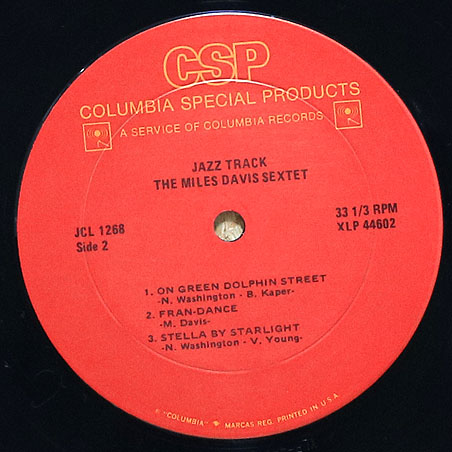 CSP
COLUMBIA SPECIAL PRODUCTS
A SERVICE OF COLUMBIA RECORDS
JAZZ TRACK
THE MILES DAVIS SEXTET
JCL 1268
Side 2
33 1/3 RPM
XLP 44602
1. ON GREEN DOLPHIN STREET
-N. Washington - B. Kaper-
2. FRAN-DANCE
-M. Davis-
3. STELLA BY STARLIGHT
-N. Washington - V. Young-
"COLUMBIA" MARCAS REG. PRINTED IN U.S.A.